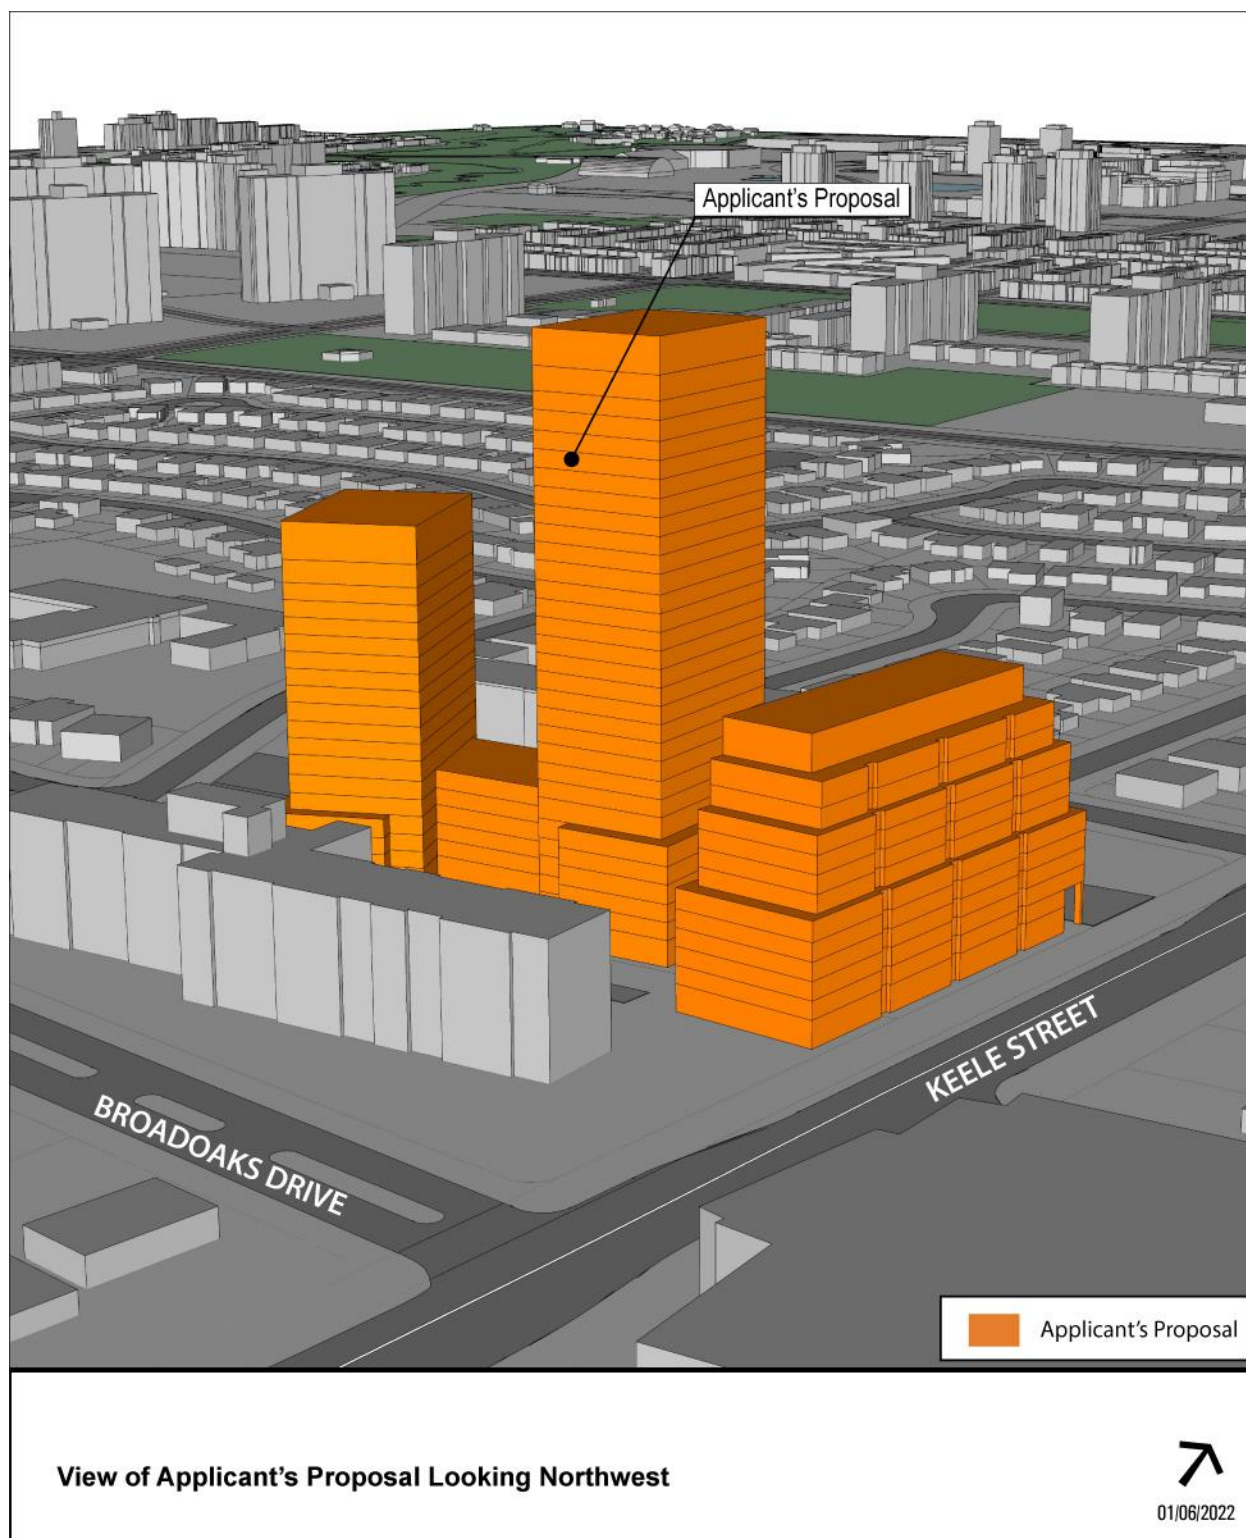 Applicant's Proposal
KEELE STREET
BROADOAKS DRIVE
Applicant's Proposal
View of Applicant's Proposal Looking Northwest
01/06/2022